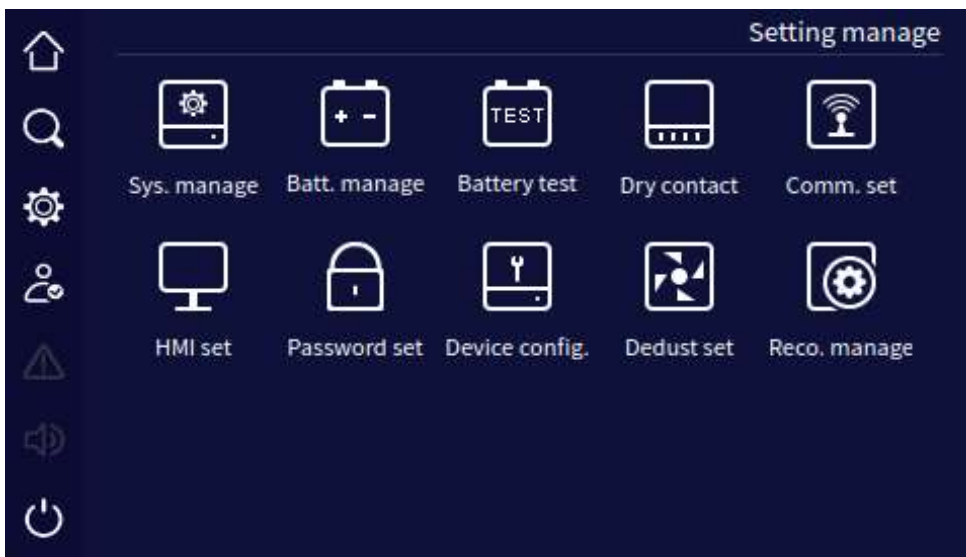 Setting manage
TEST
Sys. manage Batt. manage Battery test Dry contact Comm. set
HMI set Password set Device config. Dedust set Reco. manage